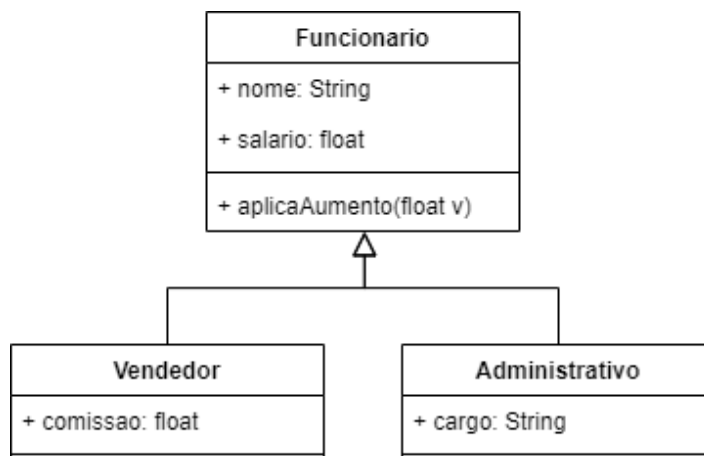 Funcionario
+ nome: String
+ salario: float
+ aplicaAumento(float v)
Vendedor
+ comissao: float
Administrativo
+ cargo: String